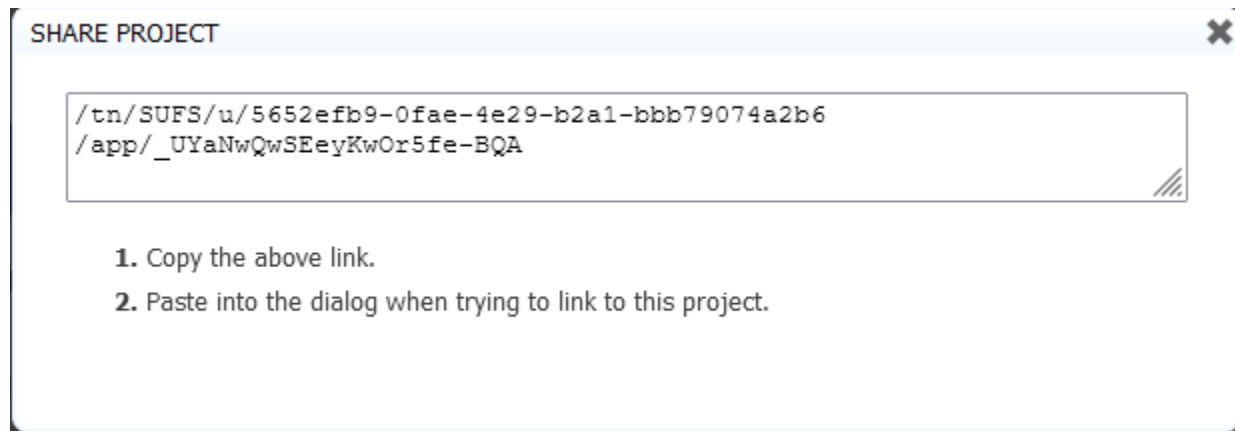 SHARE PROJECT
/tn/SUFS/u/5652efb9-0fae-4e29-b2a1-bbb79074a2b6
/app/_UYaNwQwSEeyKwOr5fe-BQA
1. Copy the above link.
2. Paste into the dialog when trying to link to this project.